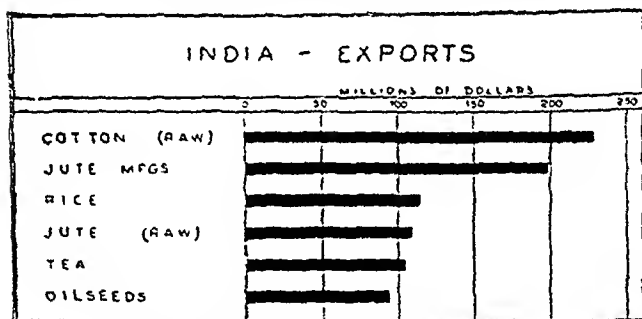 INDIA - EXPORTS
MILLIONS OF DOLLARS
0 50 100 150 200 250
COTTON (RAW)
JUTE MFGS
RICE
JUTE (RAW)
TEA
OILSEEDS